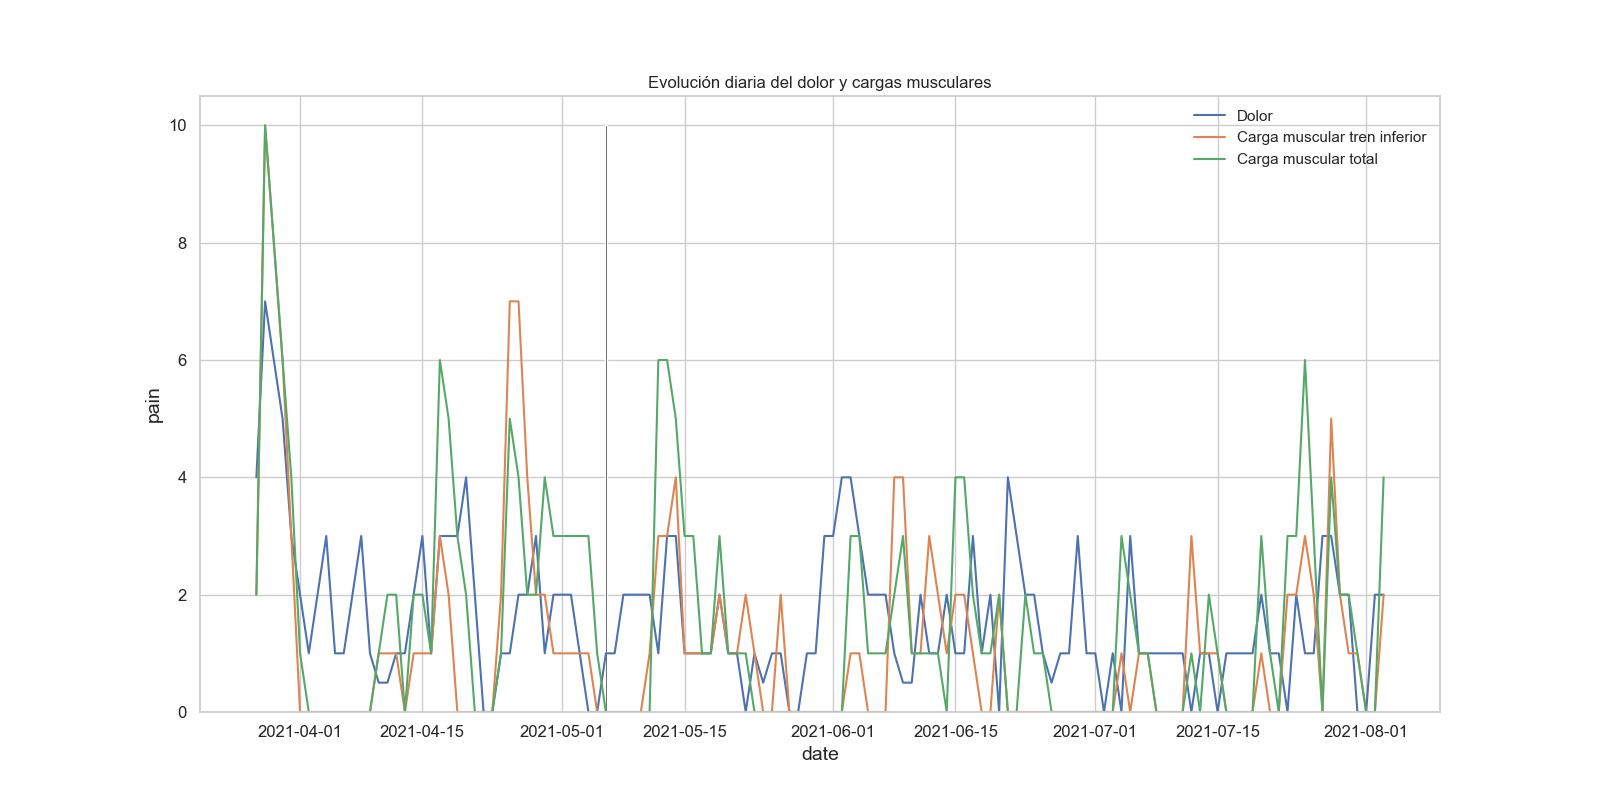 Evolución diaria del dolor y cargas musculares
Dolor
Carga muscular tren inferior
Carga muscular total
pain
10
8
6
4
2
0
2021-04-01
2021-04-15
2021-05-01
2021-05-15
2021-06-01
2021-06-15
2021-07-01
2021-07-15
2021-08-01
date